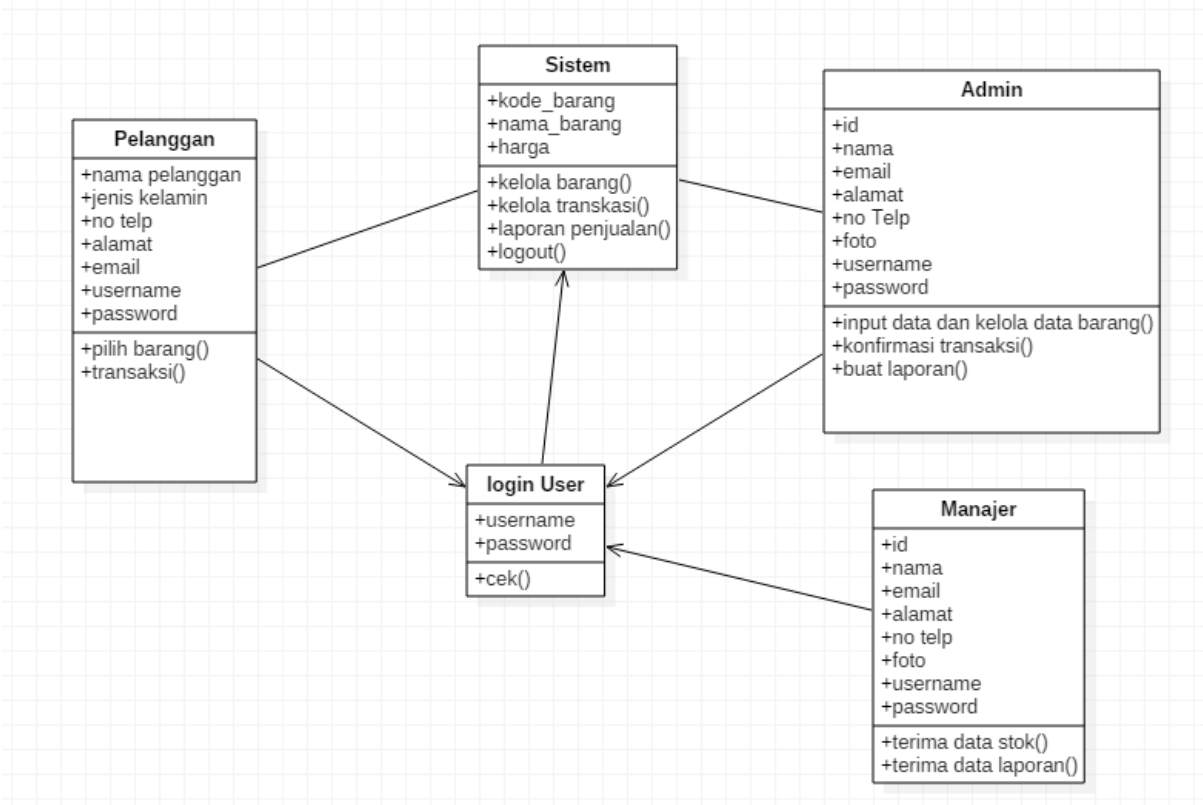 Sistem
+kode_barang
+nama_barang
+harga
+kelola barang()
+kelola transkasi()
+laporan penjualan()
+logout()
Admin
+id
+nama
+email
+alamat
+no Telp
+foto
+username
+password
+input data dan kelola data barang()
+konfirmasi transaksi()
+buat laporan()
Pelanggan
+nama pelanggan
+jenis kelamin
+no telp
+alamat
+email
+username
+password
+pilih barang()
+transaksi()
login User
+username
+password
+cek()
Manajer
+id
+nama
+email
+alamat
+no telp
+foto
+username
+password
+terima data stok()
+terima data laporan()